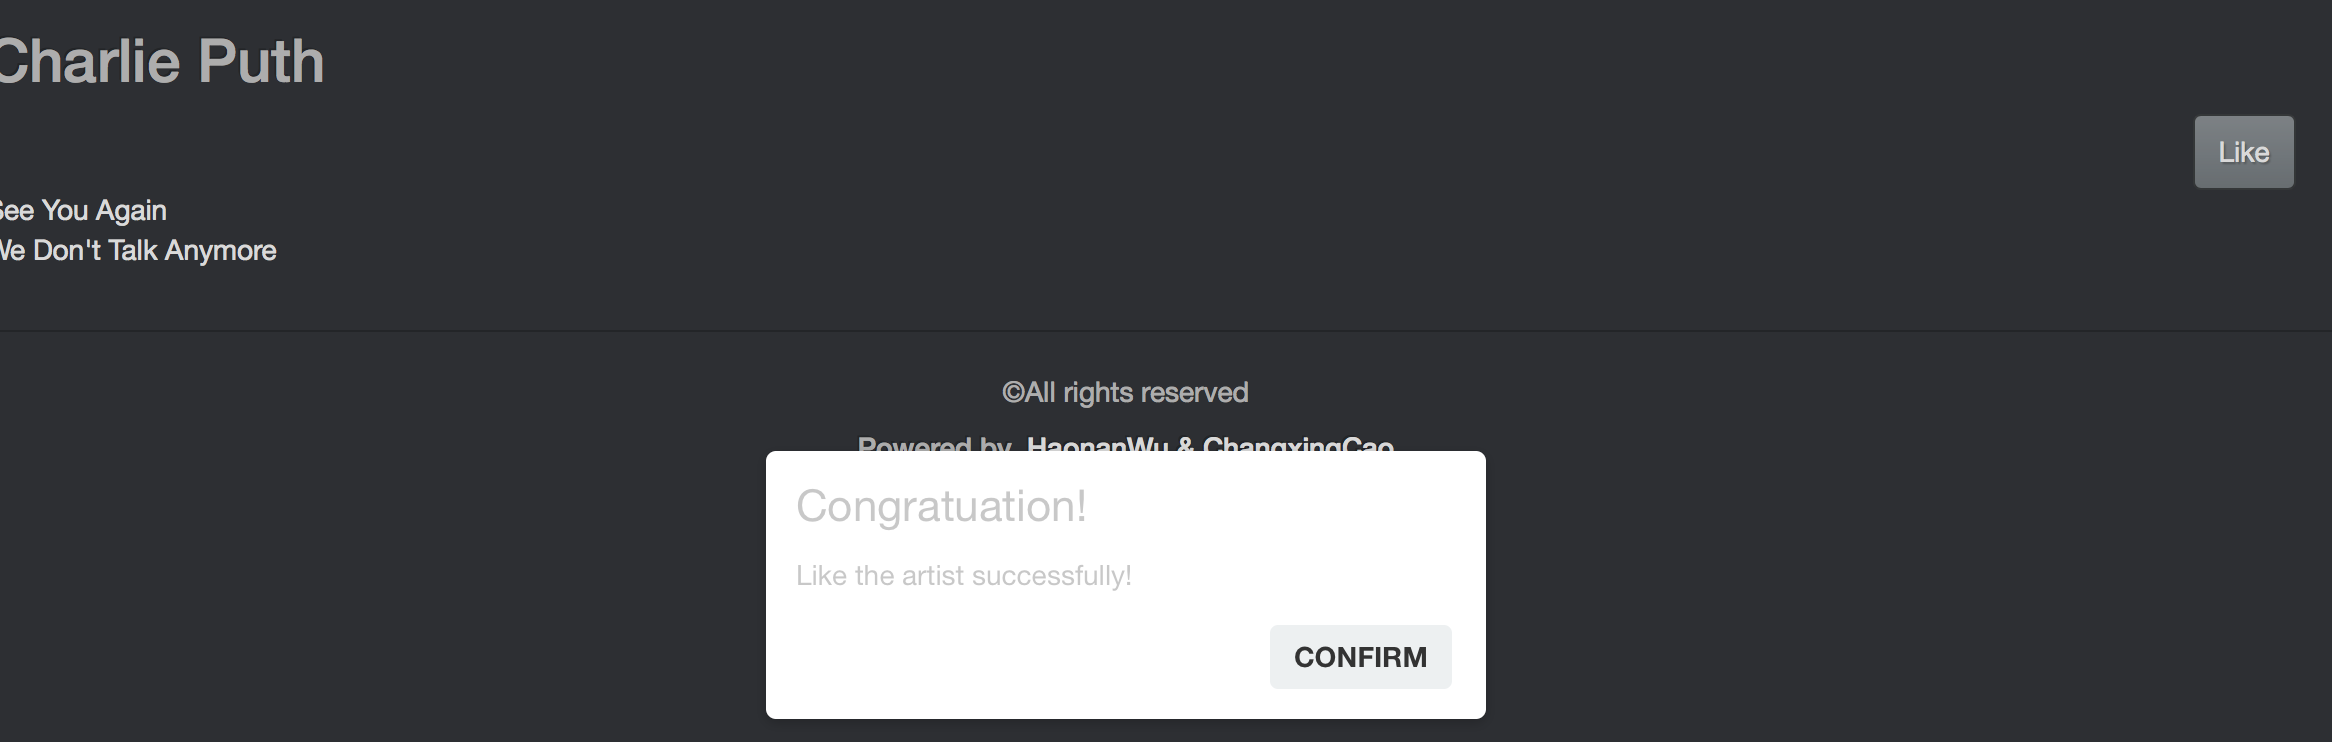 Charlie Puth
Like
See You Again
We Don't Talk Anymore
©All rights reserved
Powered by HaonanWu & ChangxingCao
Congratuation!
Like the artist successfully!
CONFIRM